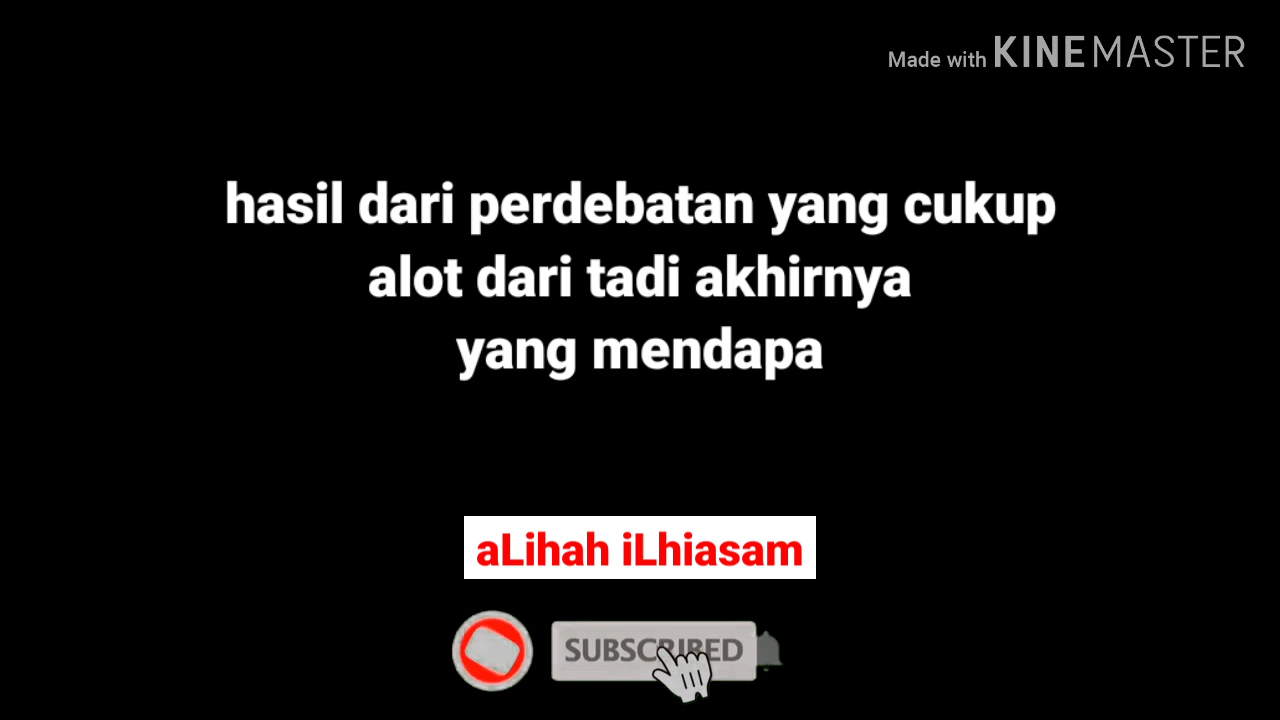 Made with KINEMASTER
hasil dari perdebatan yang cukup
alot dari tadi akhirnya
yang mendapa
aLihah iLhiasam
SUBSCRIBED